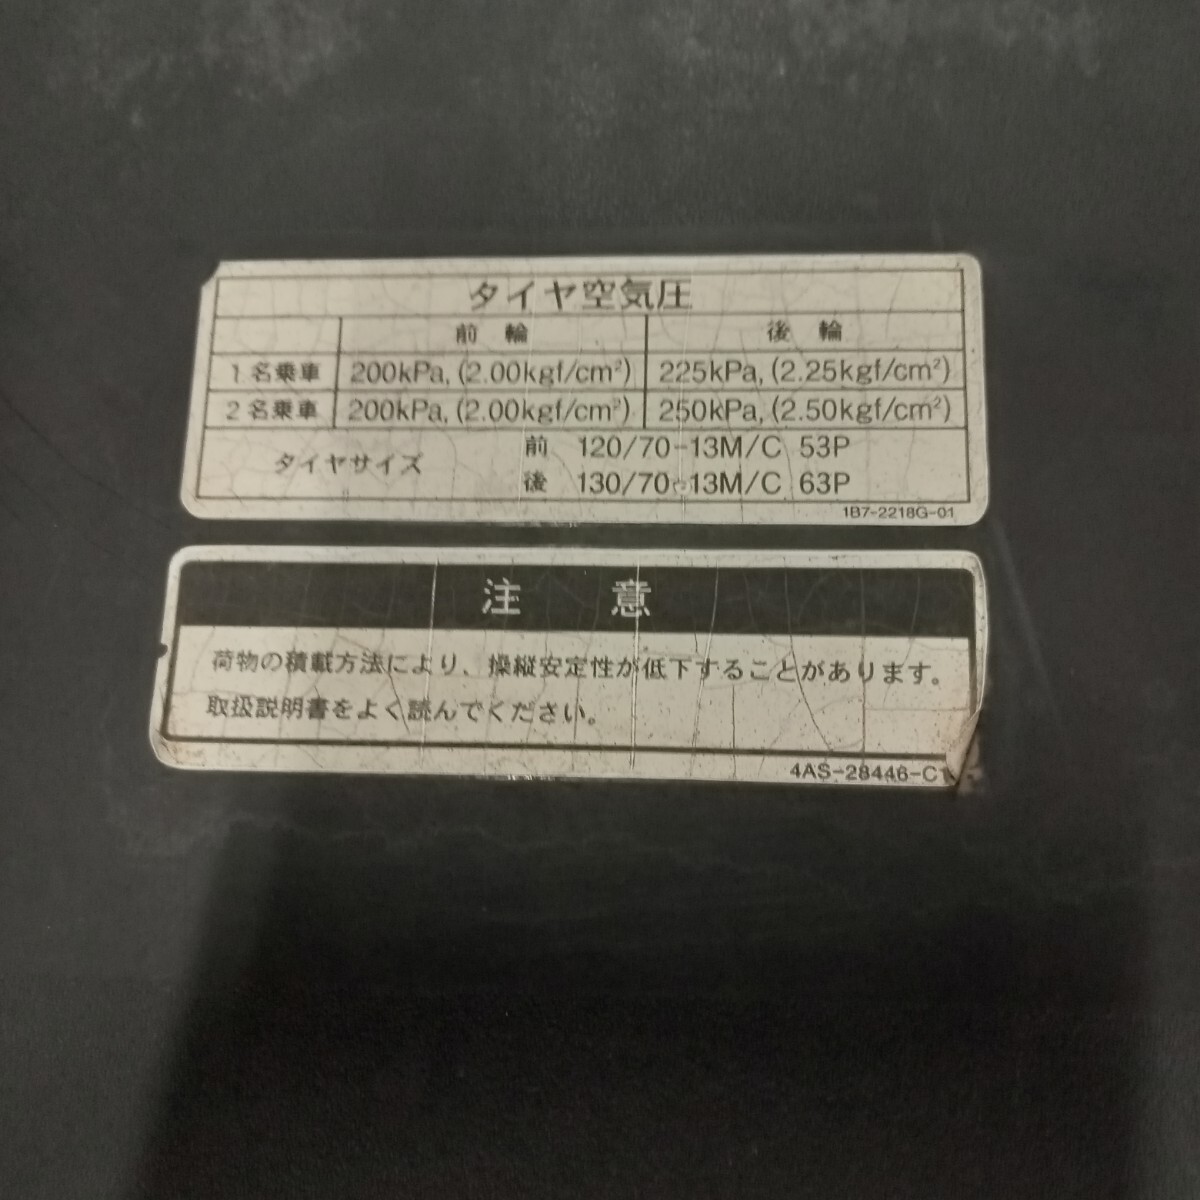 タイヤ空気圧
前輪 後輪
1名乗車 200kPa, (2.00kgf/cm²) 225kPa, (2.25kgf/cm²)
2名乗車 200kPa, (2.00kgf/cm²) 250kPa, (2.50kgf/cm²)
タイヤサイズ
前 120/70-13M/C 53P
後 130/70-13M/C 63P
1B7-2218G-01
注意
荷物の積載方法により、操縦安定性が低下することがあります。
取扱説明書をよく読んでください。
4AS-28446-C1